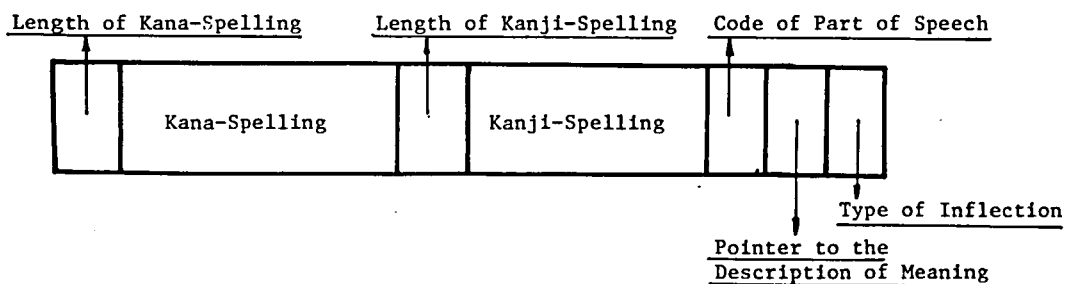 Length of Kana-Spelling
Length of Kanji-Spelling
Code of Part of Speech
Kana-Spelling
Kanji-Spelling
Type of Inflection
Pointer to the
Description of Meaning